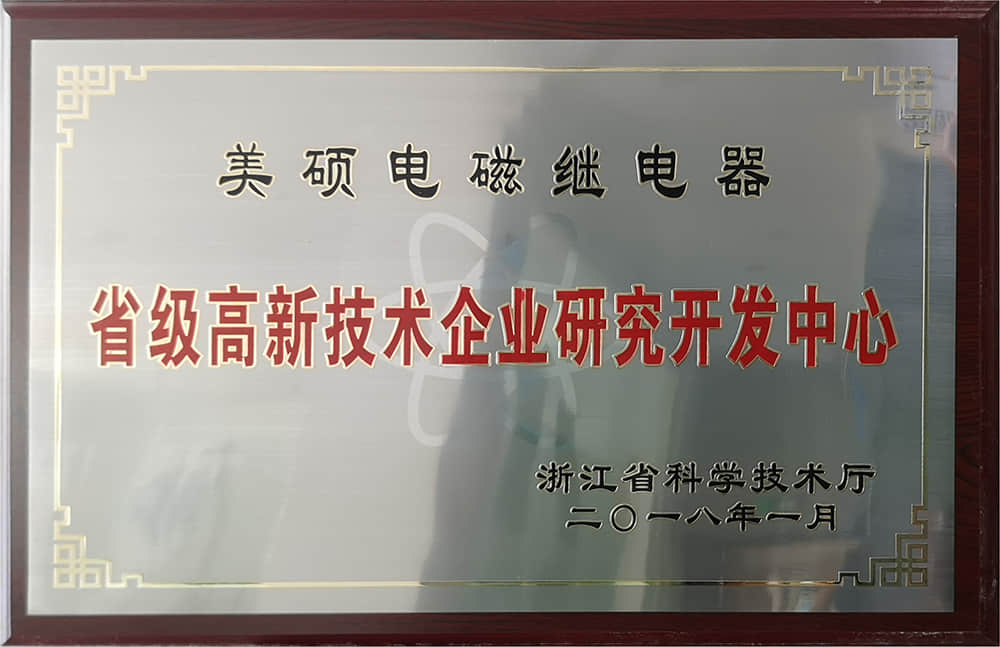 美硕电磁继电器
省级高新技术企业研究开发中心
浙江省科学技术厅
二〇一八年一月